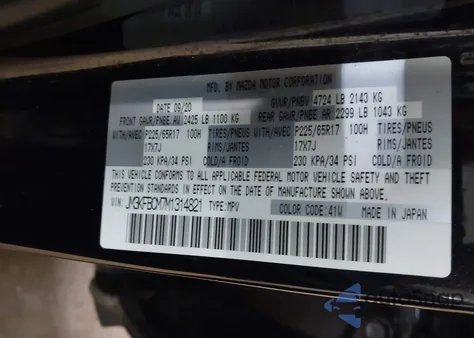 MFD. BY MAZDA MOTOR CORPORATION
DATE 09/20 GVWR/PNBV 4724 LB 2143 KG
FRONT GAWR/PNBE AV 2425 LB 1100 KG REAR GAWR/PNBE AR 2299 LB 1043 KG
WITH/AVEC P225/65R17 100H TIRES/PNEUS WITH/AVEC P225/65R17 100H TIRES/PNEUS
17X7J RIMS/JANTES 17X7J RIMS/JANTES
230 KPA/34 PSI COLD/A FROID 230 KPA/34 PSI COLD/A FROID
THIS VEHICLE CONFORMS TO ALL APPLICABLE FEDERAL MOTOR VEHICLE SAFETY,
BUMPER, AND THEFT PREVENTION STANDARDS IN EFFECT ON
THE DATE OF MANUFACTURE SHOWN ABOVE.
VIN: JM3KFBCM7M1314821 TYPE:MPV COLOR CODE:41W MADE IN JAPAN